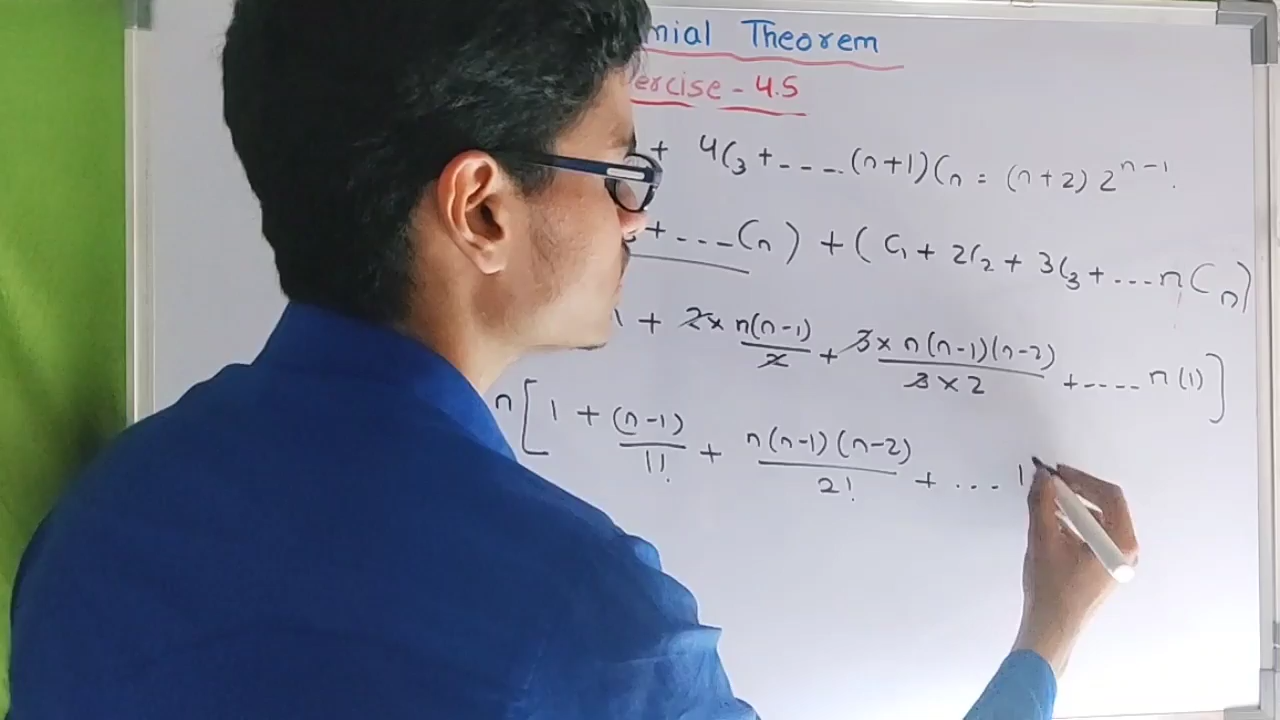 mial Theorem
ercise - 4.5
+ 4C₃ + ---- (n+1)Cₙ = (n+2) 2ⁿ⁻¹.
+ ---Cₙ) + (C₁ + 2C₂ + 3C₃ + ---nCₙ)
+ 2× n(n-1)/2 + 3× n(n-1)(n-2)/3×2 + ---- n(1)]
n[1 + (n-1)/1! + n(n-1)(n-2)/2! + ... 1